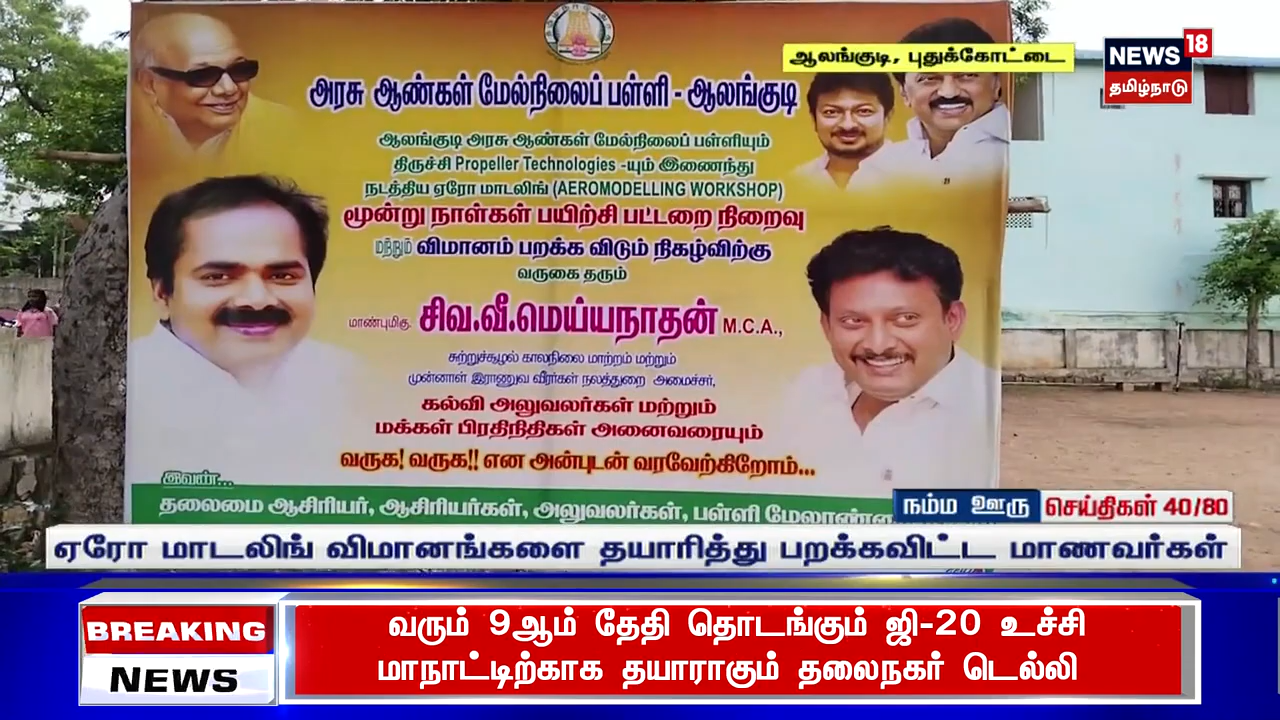 ஆலங்குடி, புதுக்கோட்டை
NEWS 18
தமிழ்நாடு
அரசு ஆண்கள் மேல்நிலைப் பள்ளி - ஆலங்குடி
ஆலங்குடி அரசு ஆண்கள் மேல்நிலைப் பள்ளியும்
திருச்சி Propeller Technologies -யும் இணைந்து
நடத்திய ஏரோ மாடலிங் (AEROMODELLING WORKSHOP)
மூன்று நாள்கள் பயிற்சி பட்டறை நிறைவு
மற்றும் விமானம் பறக்க விடும் நிகழ்விற்கு
வருகை தரும்
மாண்புமிகு. சிவ.வீ.மெய்யநாதன் M.C.A.,
சுற்றுச்சூழல் காலநிலை மாற்றம் மற்றும்
முன்னாள் இராணுவ வீரர்கள் நலத்துறை அமைச்சர்,
கல்வி அலுவலர்கள் மற்றும்
மக்கள் பிரதிநிதிகள் அனைவரையும்
வருக! வருக!! என அன்புடன் வரவேற்கிறோம்...
இவண்...
தலைமை ஆசிரியர், ஆசிரியர்கள், அலுவலர்கள், பள்ளி
நம்ம ஊரு செய்திகள் 40/80
ஏரோ மாடலிங் விமானங்களை தயாரித்து பறக்கவிட்ட மாணவர்கள்
BREAKING
NEWS
வரும் 9ஆம் தேதி தொடங்கும் ஜி-20 உச்சி
மாநாட்டிற்காக தயாராகும் தலைநகர் டெல்லி